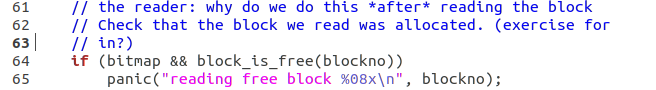 61 // the reader: why do we do this *after* reading the block
62 // Check that the block we read was allocated. (exercise for
63 // in?)
64 if (bitmap && block_is_free(blockno))
65 panic("reading free block %08x\n", blockno);